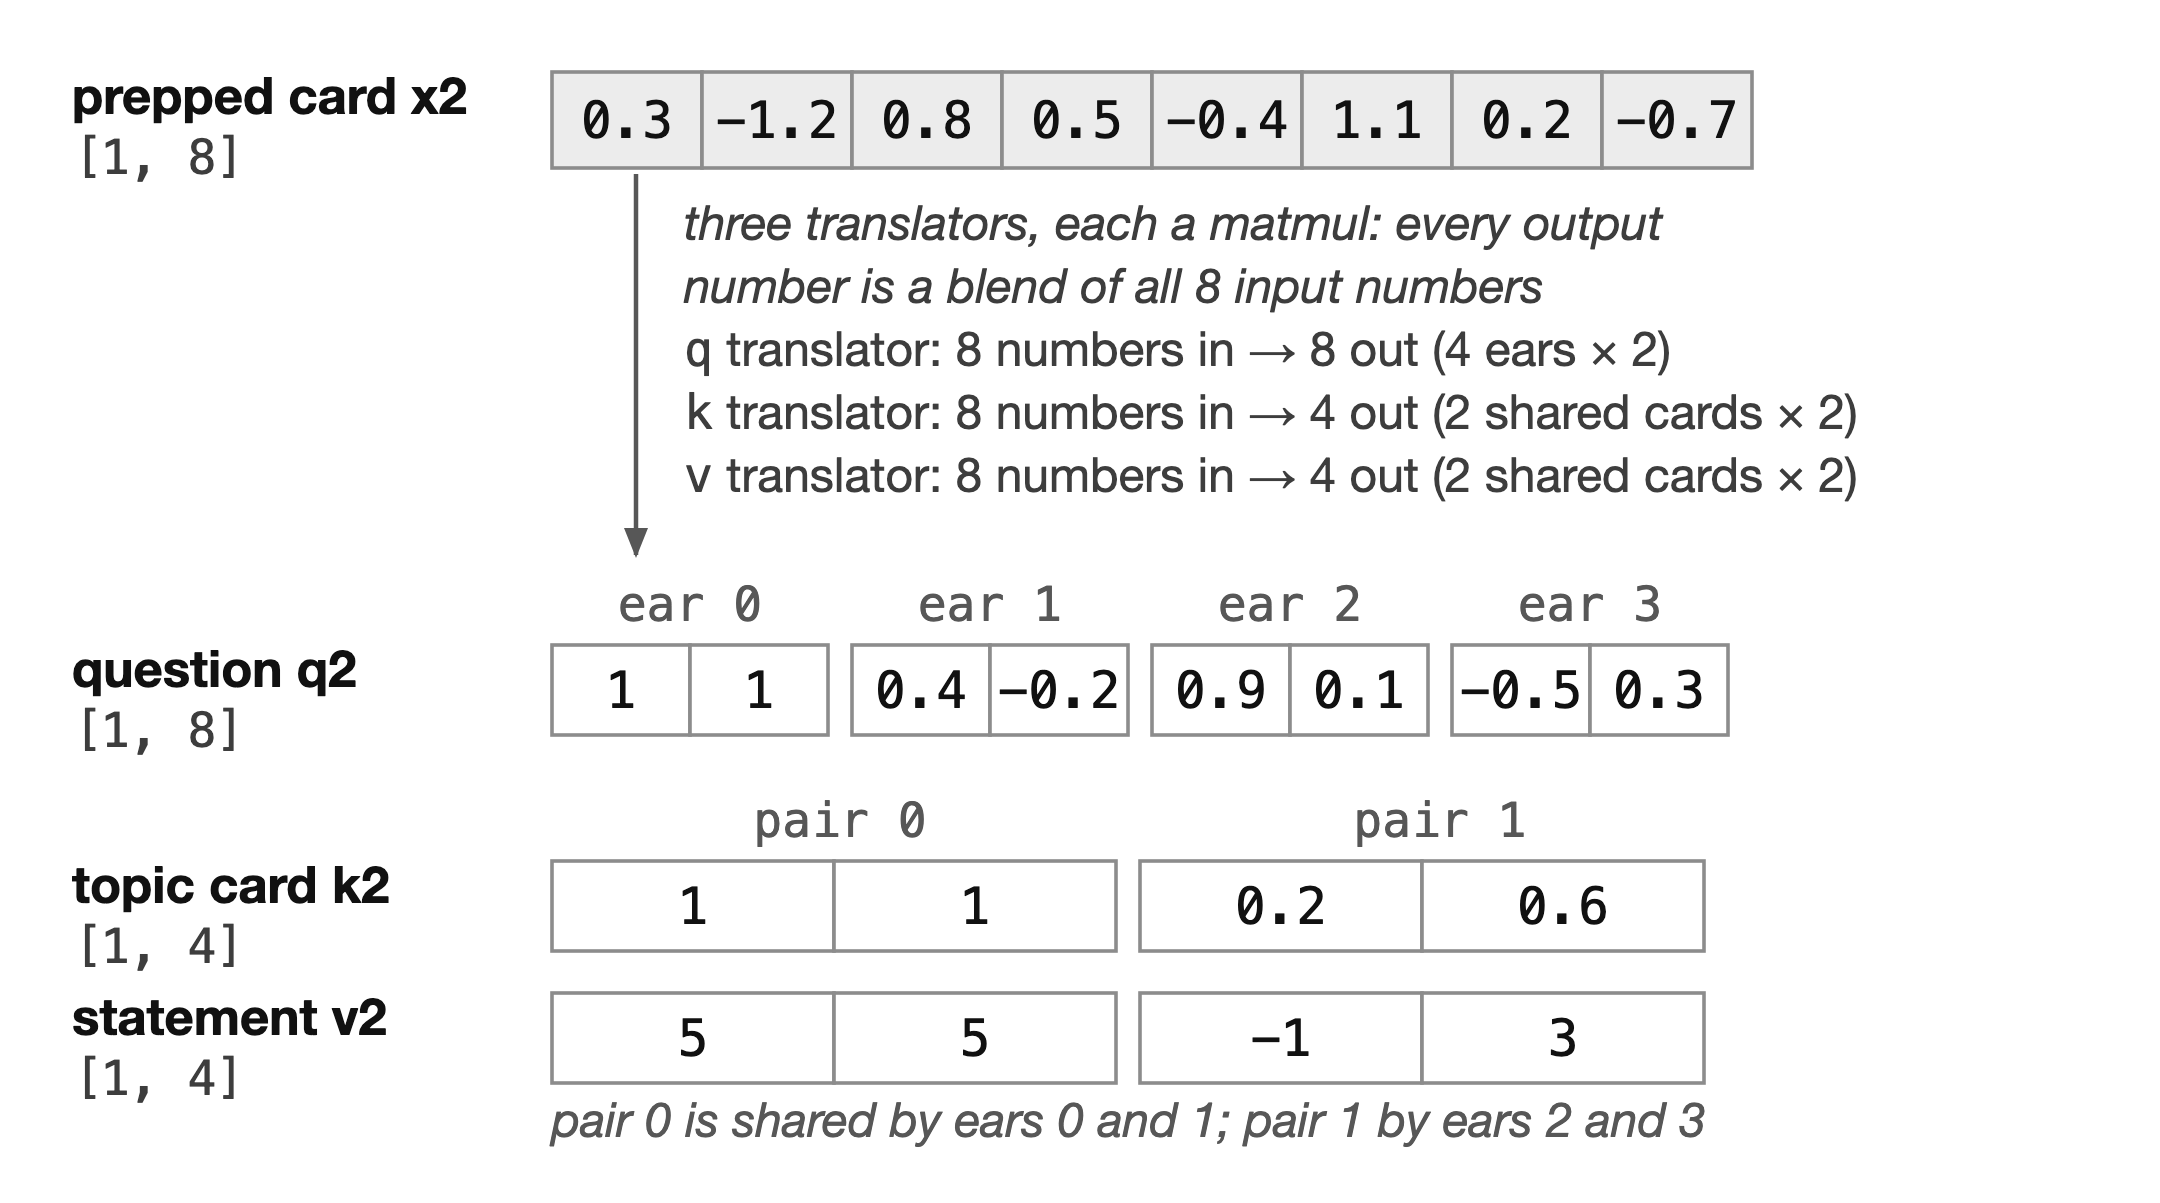 prepped card x2
[1, 8]
0.3 −1.2 0.8 0.5 −0.4 1.1 0.2 −0.7
three translators, each a matmul: every output
number is a blend of all 8 input numbers
q translator: 8 numbers in → 8 out (4 ears × 2)
k translator: 8 numbers in → 4 out (2 shared cards × 2)
v translator: 8 numbers in → 4 out (2 shared cards × 2)
ear 0 ear 1 ear 2 ear 3
question q2
[1, 8]
1 1 0.4 −0.2 0.9 0.1 −0.5 0.3
pair 0 pair 1
topic card k2
[1, 4]
1 1 0.2 0.6
statement v2
[1, 4]
5 5 −1 3
pair 0 is shared by ears 0 and 1; pair 1 by ears 2 and 3